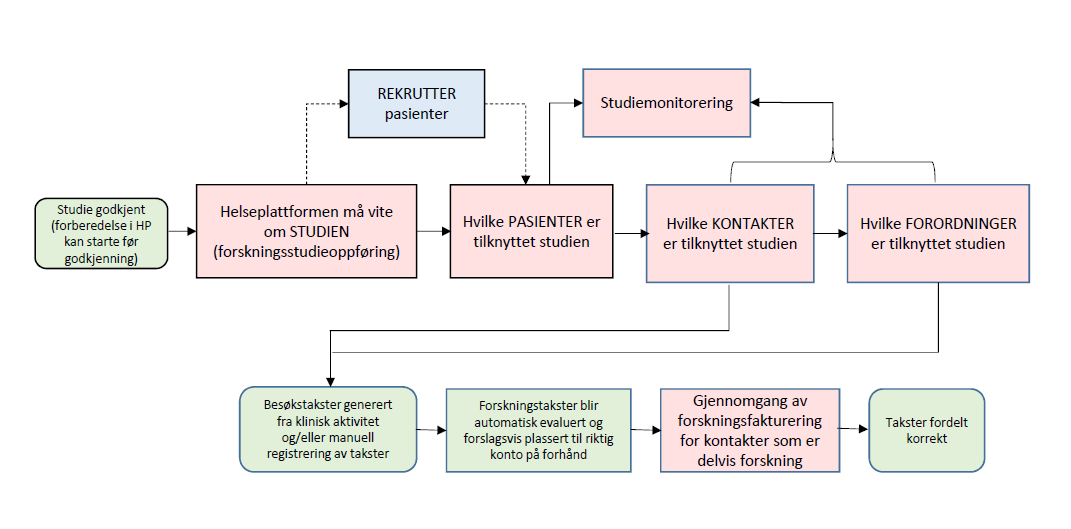 REKRUTTER
pasienter
Studiemonitorering
Studie godkjent
(forberedelse i HP
kan starte før
godkjenning)
Helseplattformen må vite
om STUDIEN
(forskningsstudieoppføring)
Hvilke PASIENTER er
tilknyttet studien
Hvilke KONTAKTER
er tilknyttet studien
Hvilke FORORDNINGER
er tilknyttet studien
Besøkstakster generert
fra klinisk aktivitet
og/eller manuell
registrering av takster
Forskningstakster blir
automatisk evaluert og
forslagsvis plassert til riktig
konto på forhånd
Gjennomgang av
forskningsfakturering
for kontakter som er
delvis forskning
Takster fordelt
korrekt